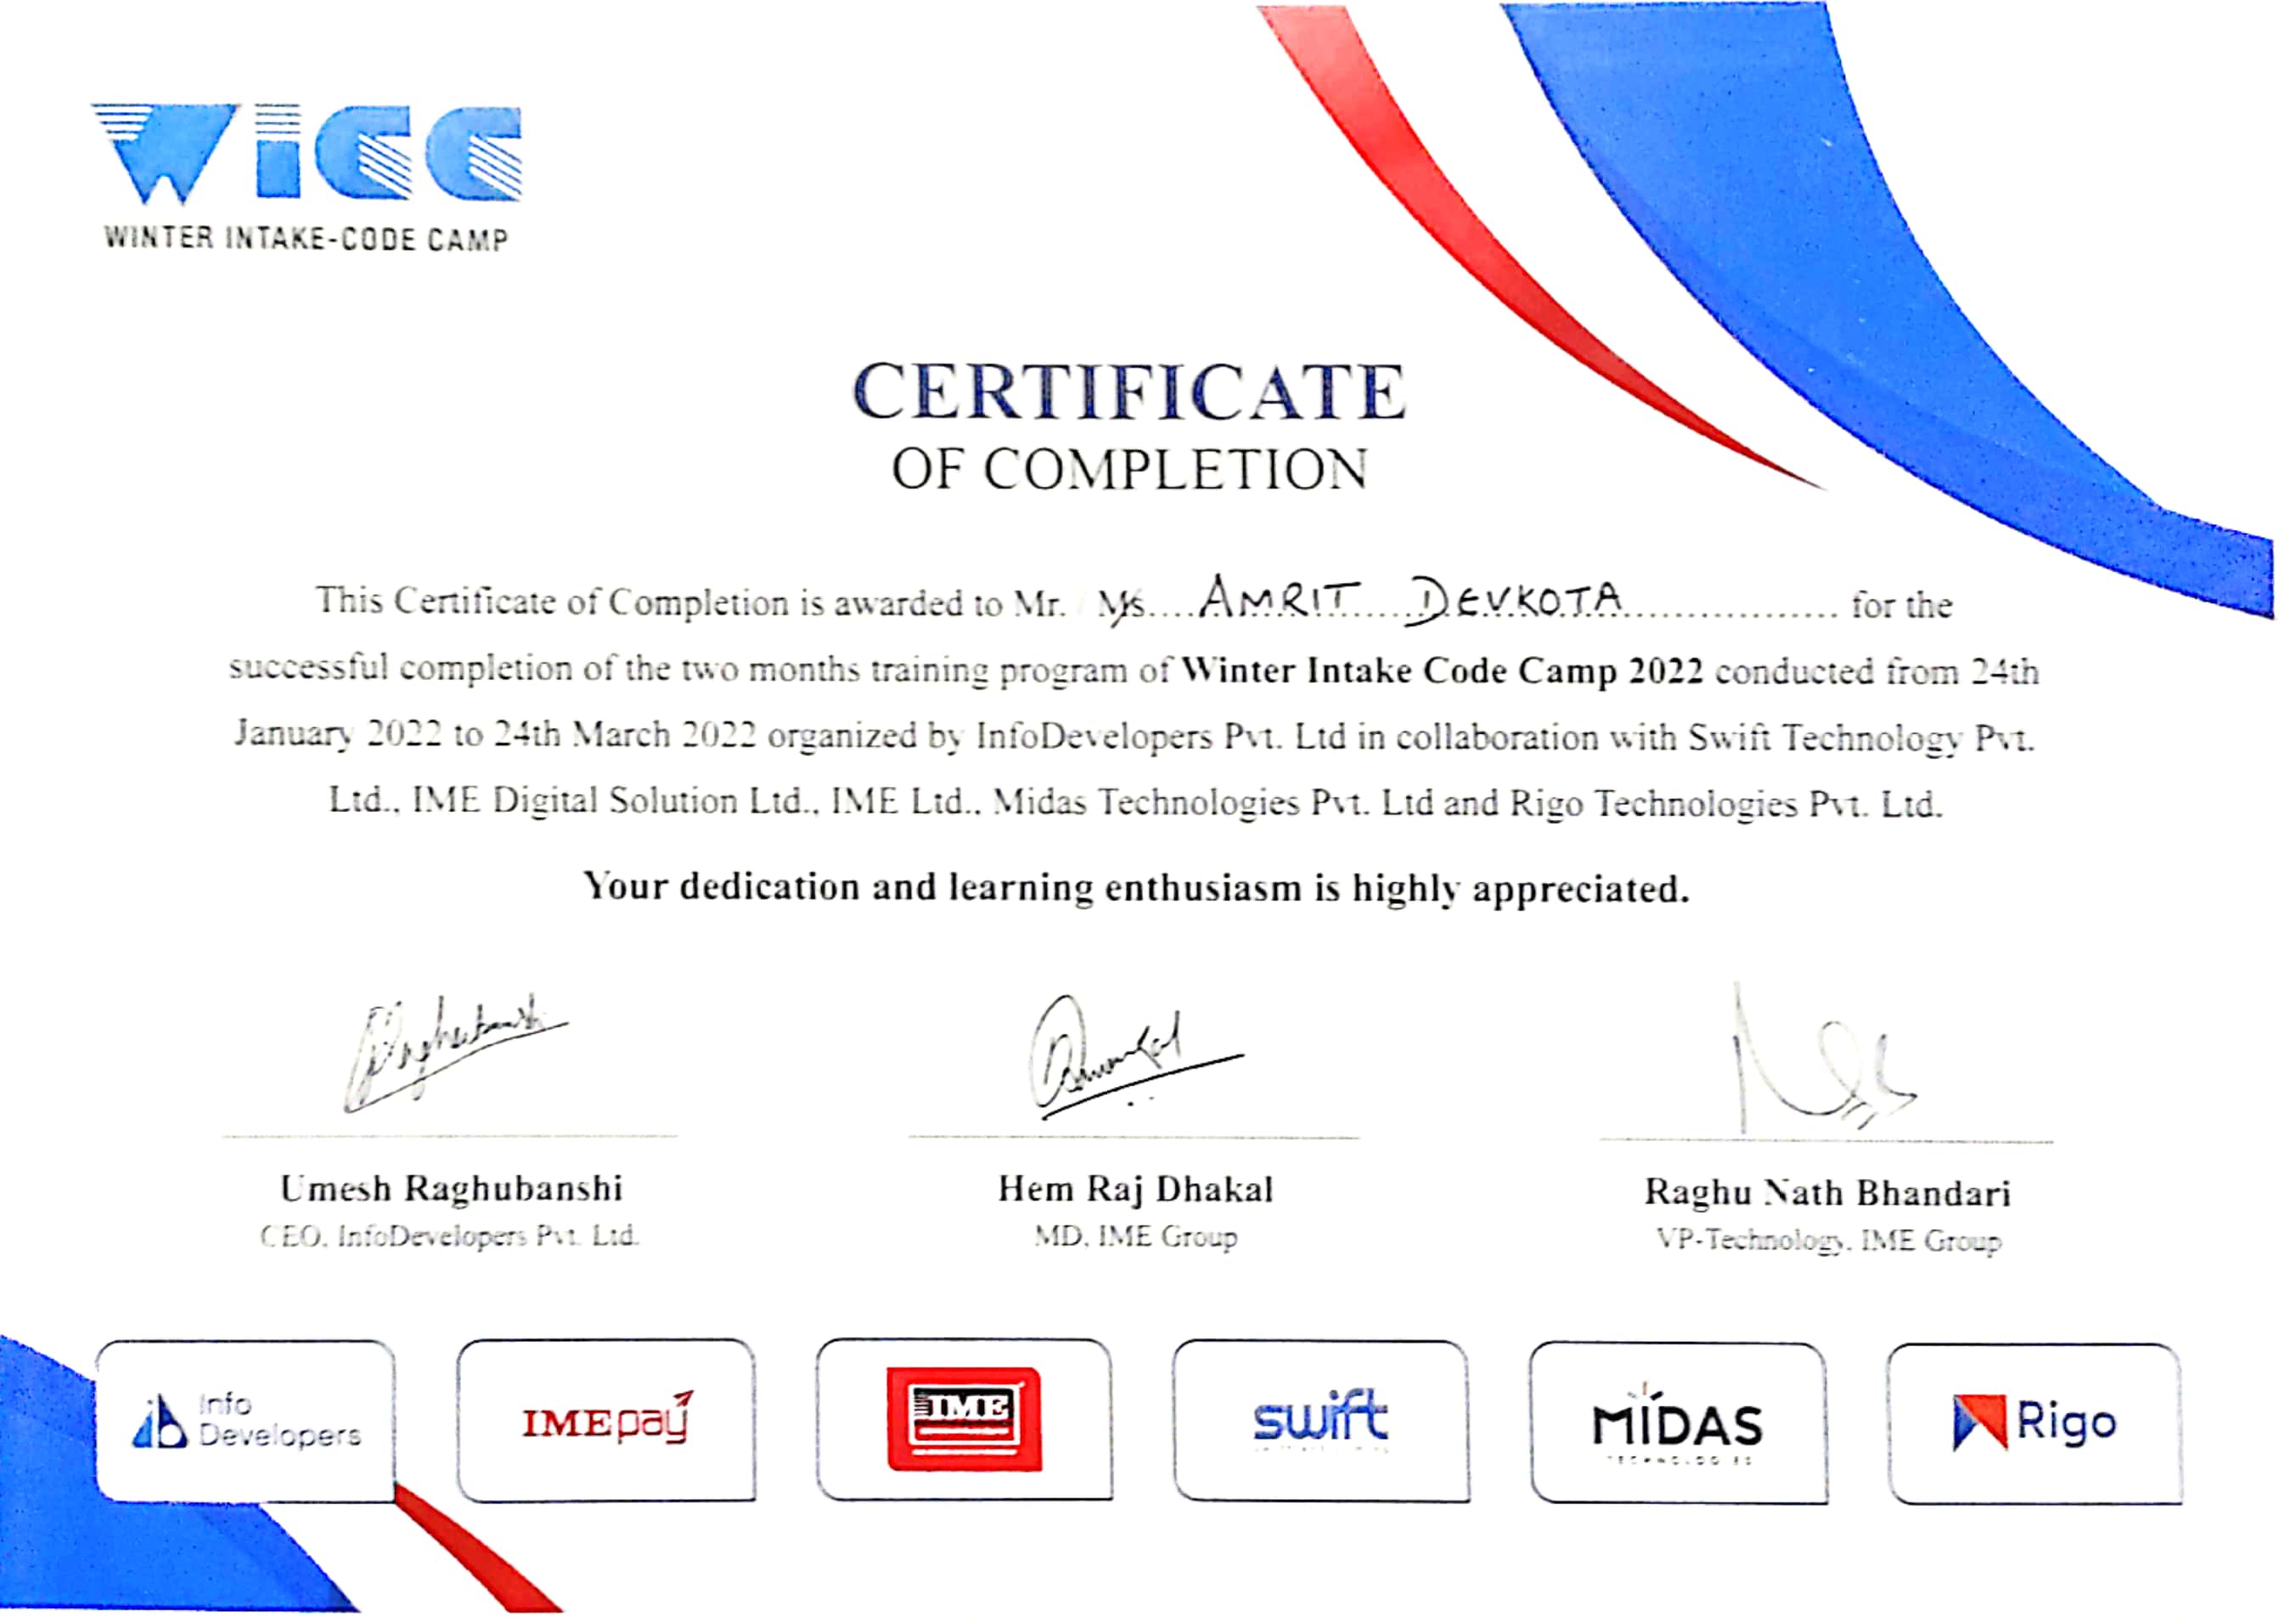 WiCC
WINTER INTAKE-CODE CAMP
CERTIFICATE
OF COMPLETION
This Certificate of Completion is awarded to Mr. / Ms....AMRIT DEVKOTA.................. for the
successful completion of the two months training program of Winter Intake Code Camp 2022 conducted from 24th
January 2022 to 24th March 2022 organized by InfoDevelopers Pvt. Ltd in collaboration with Swift Technology Pvt.
Ltd., IME Digital Solution Ltd., IME Ltd., Midas Technologies Pvt. Ltd and Rigo Technologies Pvt. Ltd.
Your dedication and learning enthusiasm is highly appreciated.
Umesh Raghubanshi
CEO, InfoDevelopers Pvt. Ltd.
Hem Raj Dhakal
MD, IME Group
Raghu Nath Bhandari
VP-Technology, IME Group
Info
Developers
IMEpay
IME
swift
MIDAS
TECHNOLOGIES
Rigo